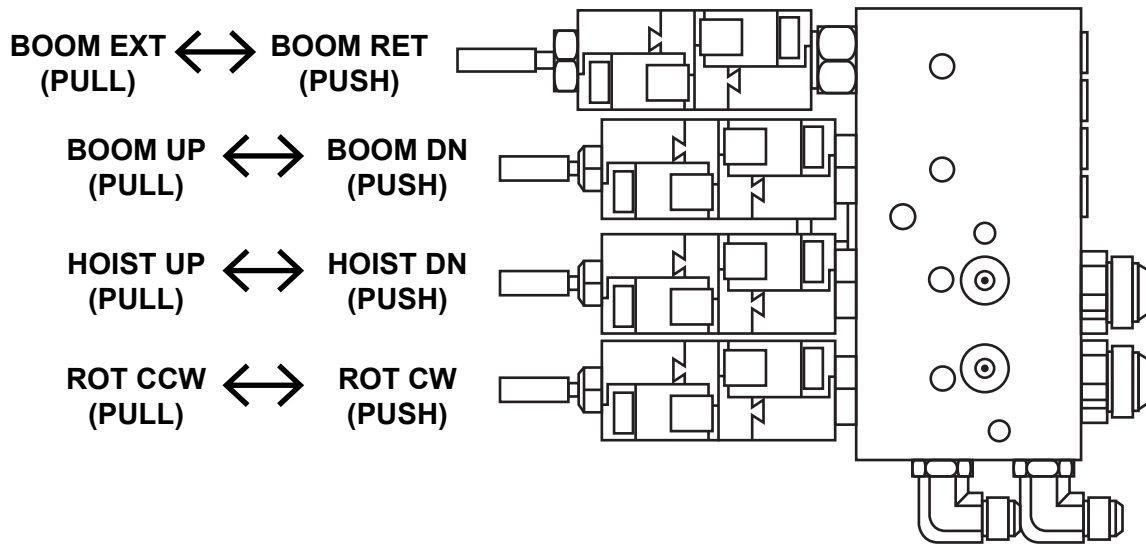 BOOM EXT BOOM RET
(PULL) (PUSH)
BOOM UP BOOM DN
(PULL) (PUSH)
HOIST UP HOIST DN
(PULL) (PUSH)
ROT CCW ROT CW
(PULL) (PUSH)